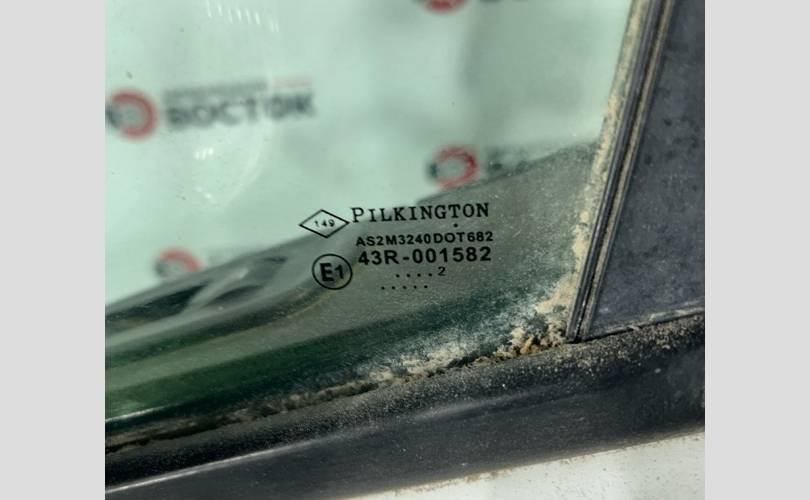 ВОСТОК
149 PILKINGTON
AS2M3240DOT682
E1 43R-001582
. . . . 2
. . . . .